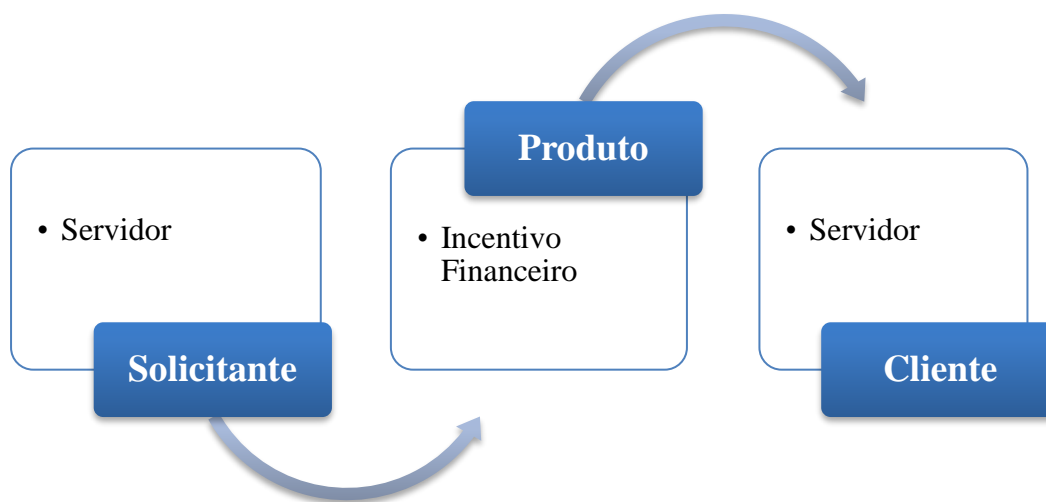 • Servidor
Solicitante
Produto
• Incentivo
Financeiro
• Servidor
Cliente